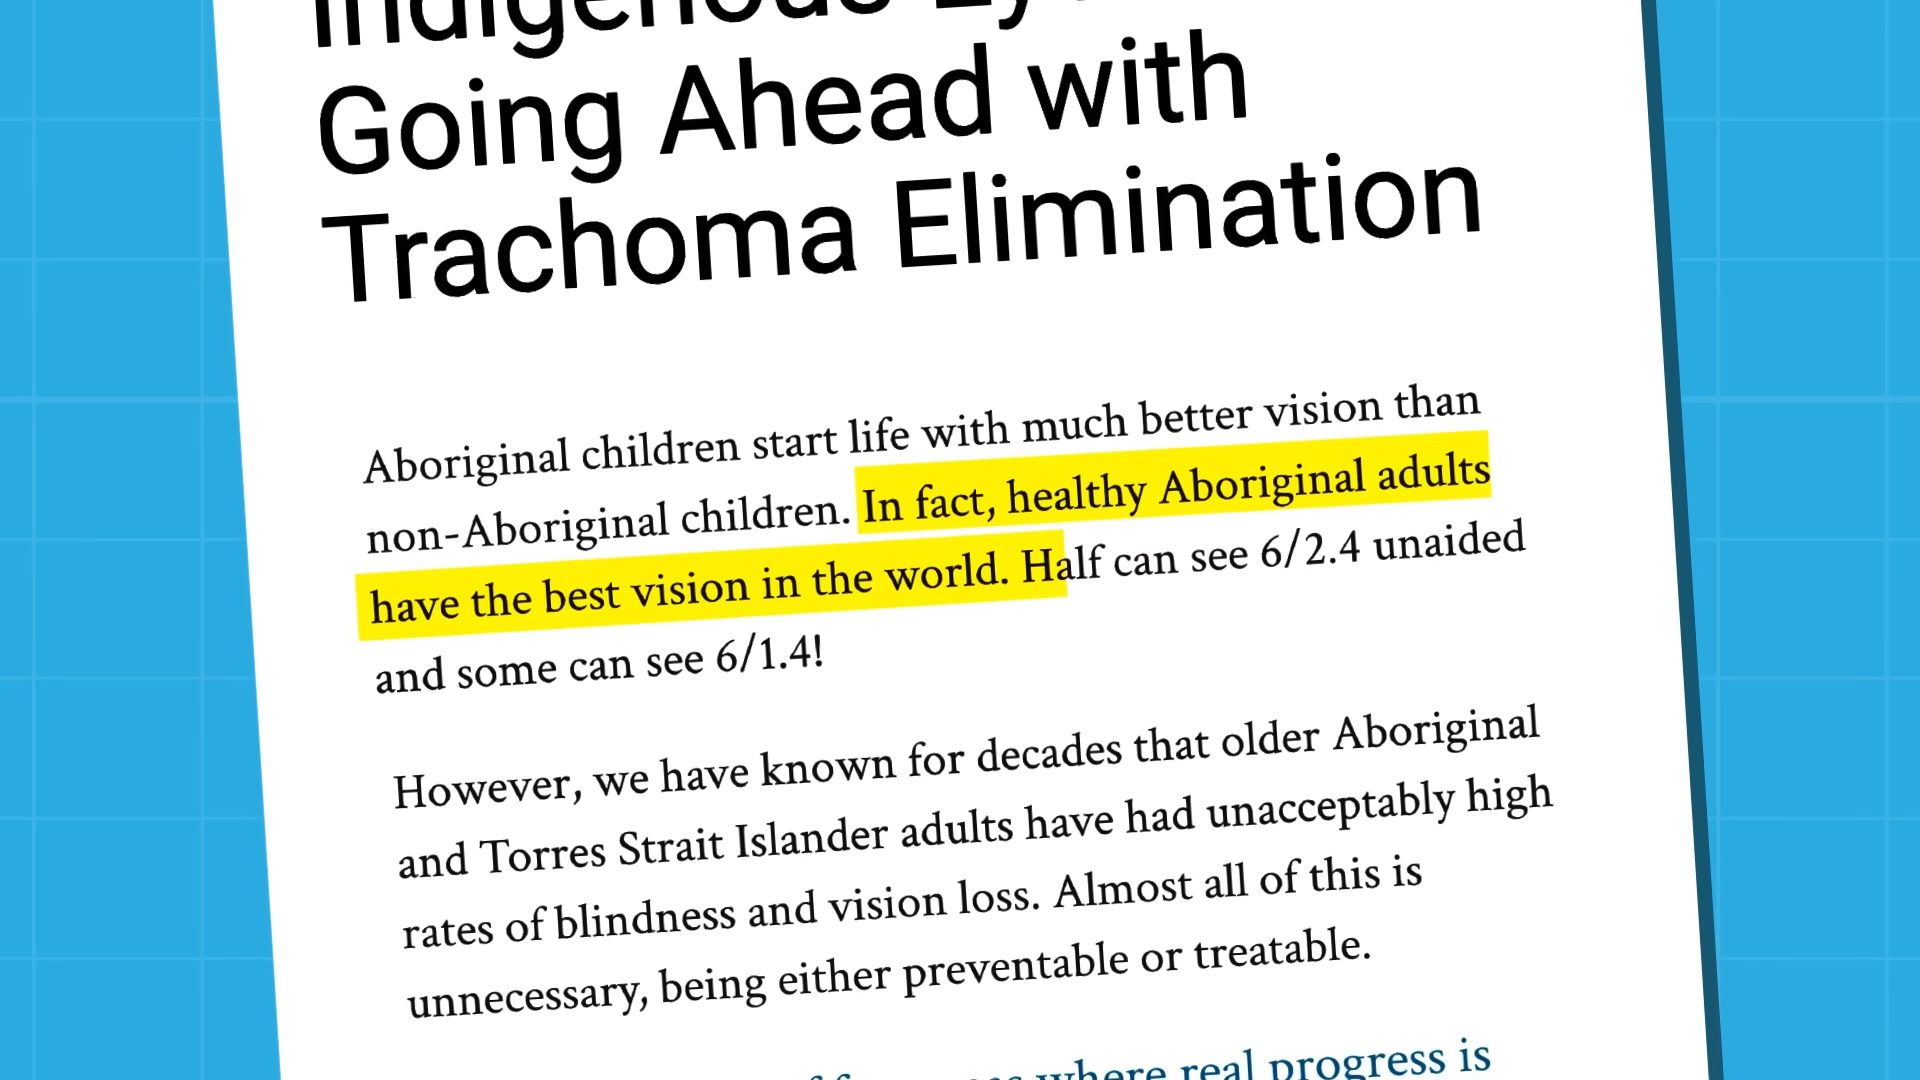 Indigenous
Going Ahead with
Trachoma Elimination
Aboriginal children start life with much better vision than
non-Aboriginal children. In fact, healthy Aboriginal adults
have the best vision in the world. Half can see 6/2.4 unaided
and some can see 6/1.4!
However, we have known for decades that older Aboriginal
and Torres Strait Islander adults have had unacceptably high
rates of blindness and vision loss. Almost all of this is
unnecessary, being either preventable or treatable.
where real progress is